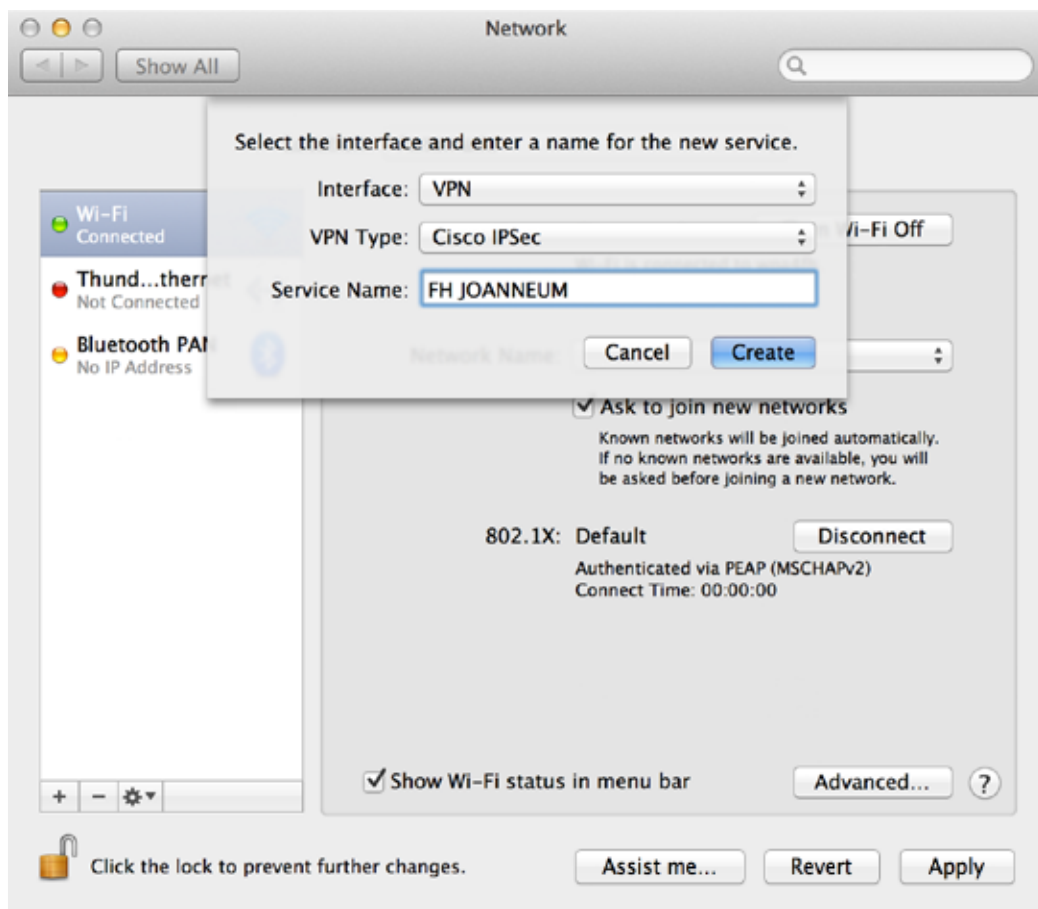 Network
Show All
Select the interface and enter a name for the new service.
Interface: VPN
VPN Type: Cisco IPSec
Service Name: FH JOANNEUM
Cancel
Create
Wi-Fi
Connected
Thund...thernet
Not Connected
Bluetooth PAN
No IP Address
Wi-Fi Off
Network Name:
Ask to join new networks
Known networks will be joined automatically.
If no known networks are available, you will
be asked before joining a new network.
802.1X: Default
Disconnect
Authenticated via PEAP (MSCHAPv2)
Connect Time: 00:00:00
Show Wi-Fi status in menu bar
Advanced...
?
+ –
Click the lock to prevent further changes.
Assist me...
Revert
Apply